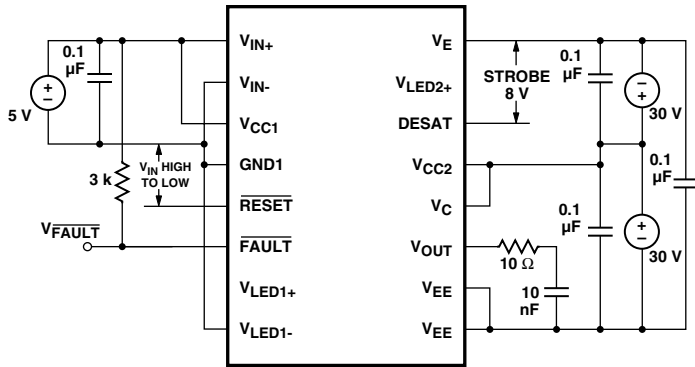 0.1
µF
5 V
3 k
V_IN HIGH
TO LOW
V_FAULT
V_IN+
V_IN-
V_CC1
GND1
RESET
FAULT
V_LED1+
V_LED1-
V_E
V_LED2+
DESAT
V_CC2
V_C
V_OUT
V_EE
V_EE
STROBE
8 V
10 Ω
10
nF
0.1
µF
30 V
0.1
µF
0.1
µF
30 V